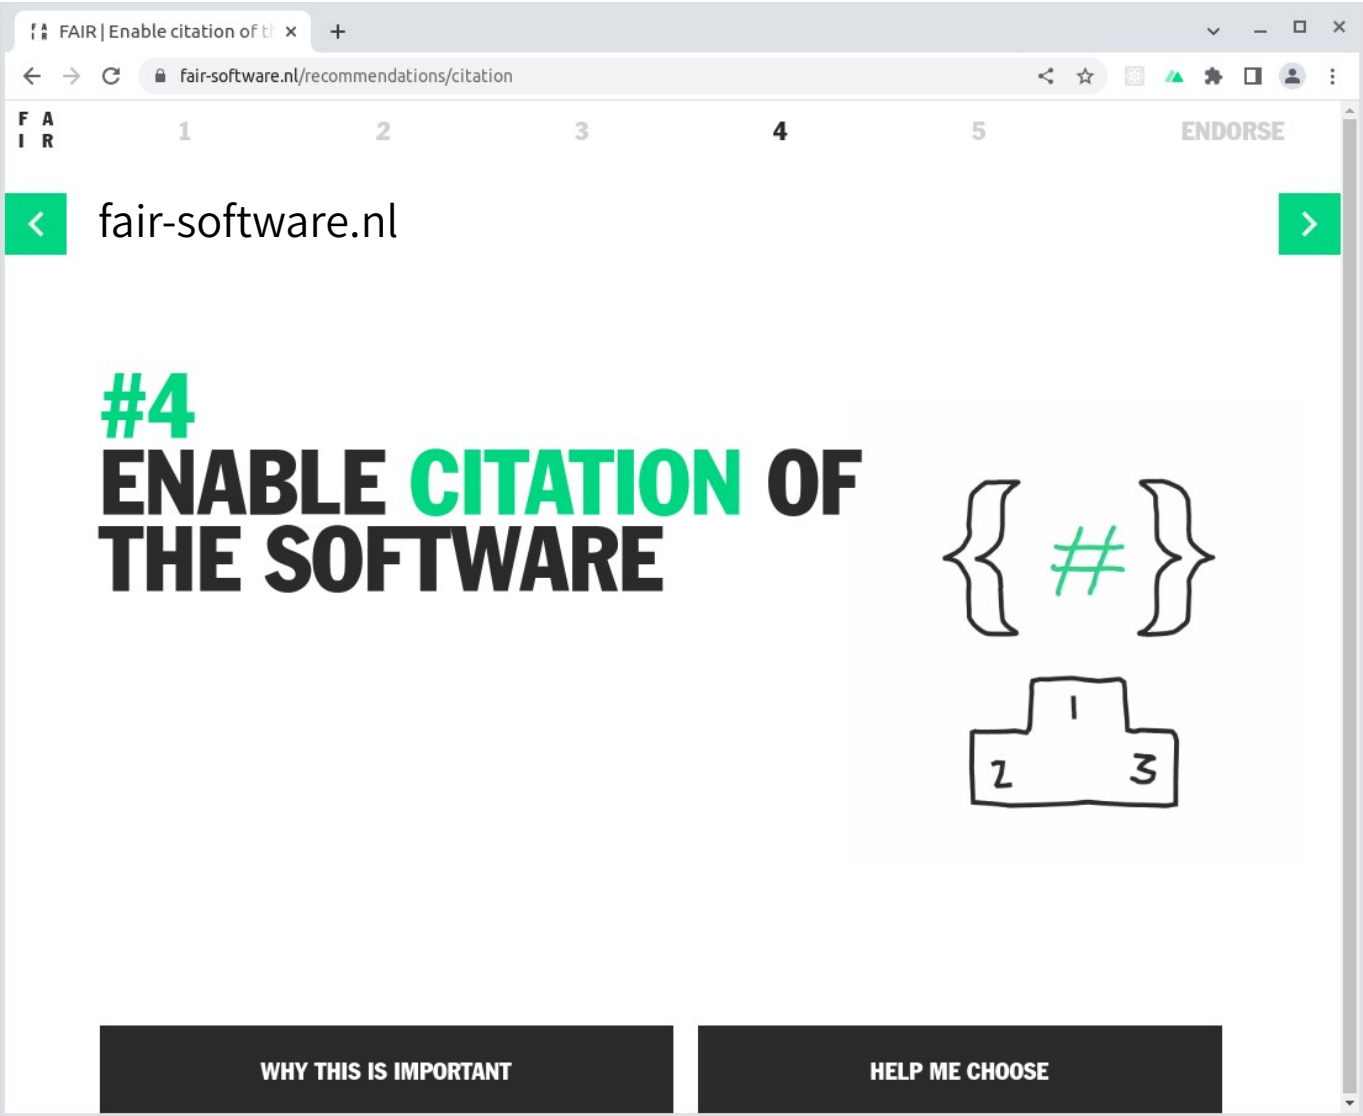 F A
I R
FAIR | Enable citation of th
fair-software.nl/recommendations/citation
F A
I R
1 2 3 4 5 ENDORSE
fair-software.nl
#4
ENABLE CITATION OF
THE SOFTWARE
{ # }
1
2 3
WHY THIS IS IMPORTANT
HELP ME CHOOSE